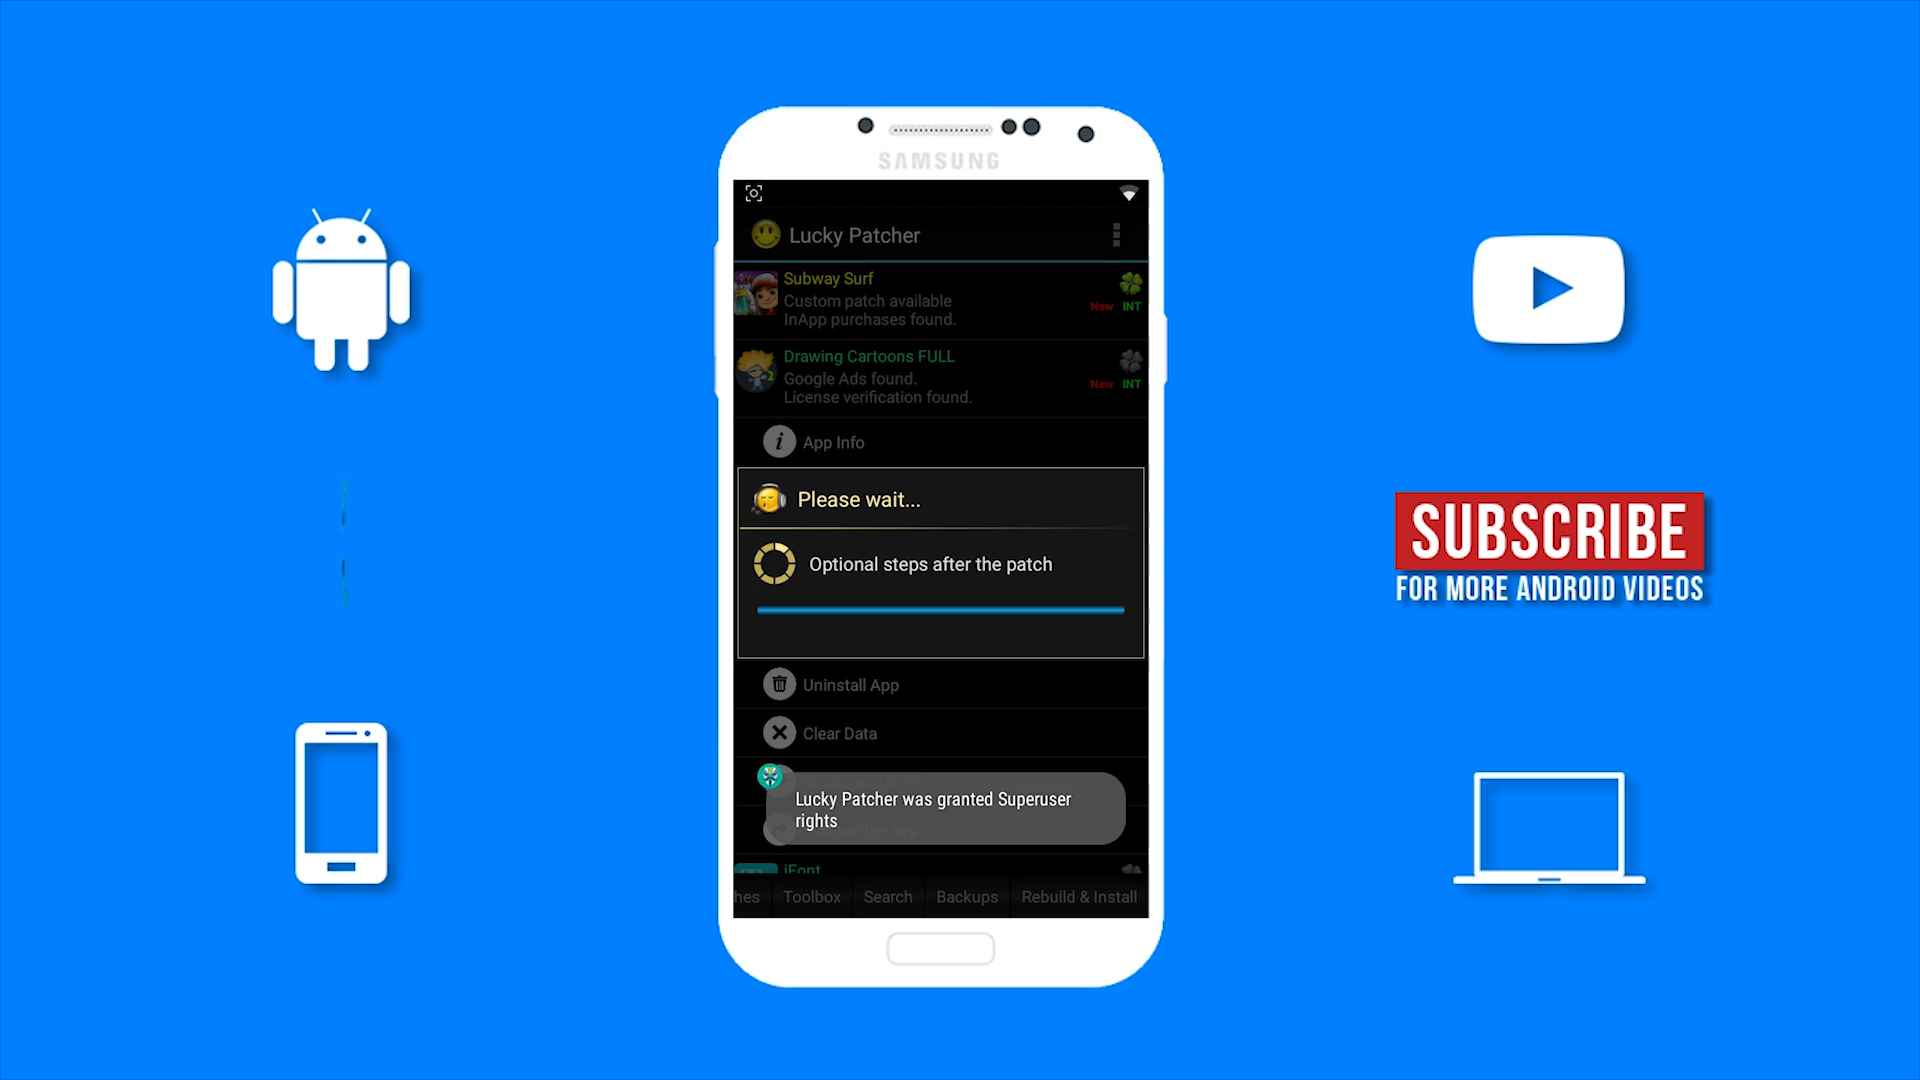 SAMSUNG
Lucky Patcher
Subway Surf
Custom patch available
InApp purchases found.
New INT
Drawing Cartoons FULL
Google Ads found.
License verification found.
New INT
App Info
Please wait...
Optional steps after the patch
Uninstall App
Clear Data
Lucky Patcher was granted Superuser
rights
iFont
hes Toolbox Search Backups Rebuild & Install
SUBSCRIBE
FOR MORE ANDROID VIDEOS